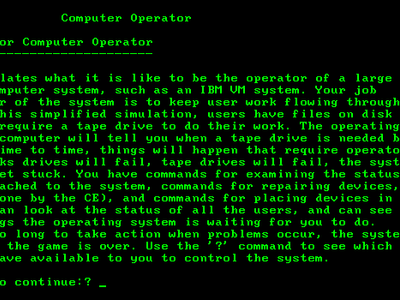 Computer Operator
or Computer Operator
--------------------
lates what it is like to be the operator of a large
mputer system, such as an IBM VM system. Your job
r of the system is to keep user work flowing through
his simplified simulation, users have files on disk
require a tape drive to do their work. The operating
computer will tell you when a tape drive is needed b
ime to time, things will happen that require operato
ks drives will fail, tape drives will fail, the syst
et stuck. You have commands for examining the status
ached to the system, commands for repairing devices,
one by the CE), and commands for placing devices in
an look at the status of all the users, and can see
gs the operating system is waiting for you to do.
o long to take action when problems occur, the syste
the game is over. Use the '?' command to see which
ave available to you to control the system.
o continue:? _